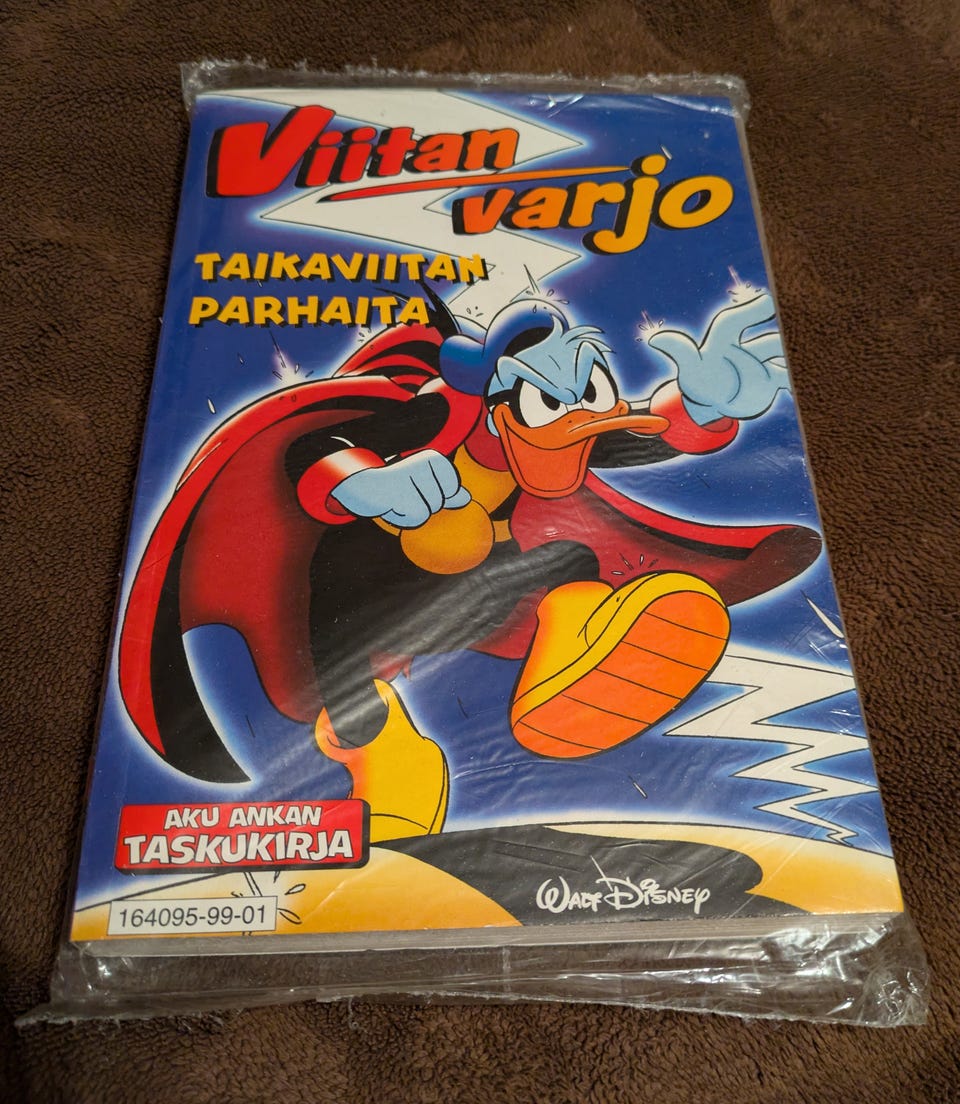 Viitan
varjo
TAIKAVIITAN
PARHAITA
AKU ANKAN
TASKUKIRJA
WALT DISNEY
164095-99-01